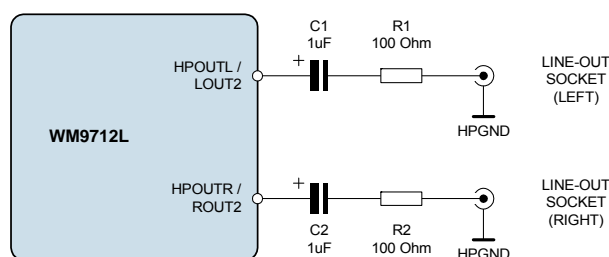 C1
1uF
R1
100 Ohm
HPOUTL /
LOUT2
+
LINE-OUT
SOCKET
(LEFT)
HPGND
WM9712L
HPOUTR /
ROUT2
+
C2
1uF
R2
100 Ohm
LINE-OUT
SOCKET
(RIGHT)
HPGND